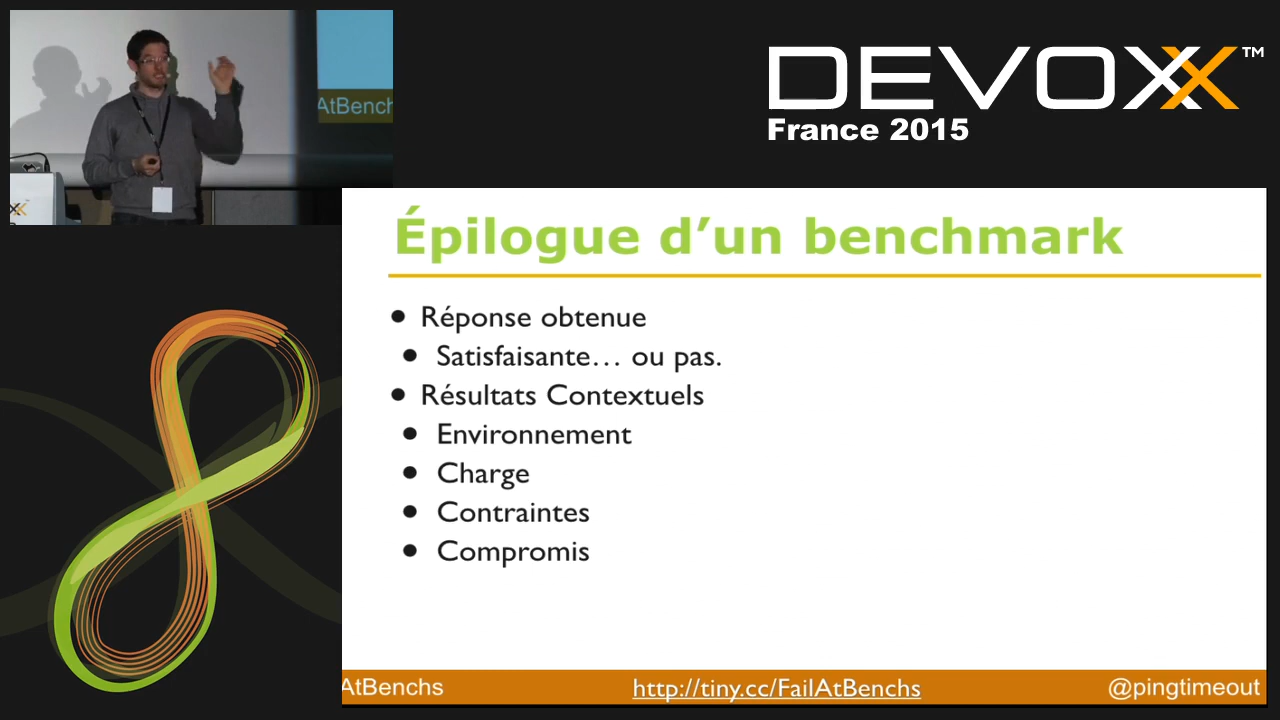 AtBench
DEVOXX™
France 2015
Épilogue d’un benchmark
• Réponse obtenue
• Satisfaisante… ou pas.
• Résultats Contextuels
• Environnement
• Charge
• Contraintes
• Compromis
AtBenchs
http://tiny.cc/FailAtBenchs
@pingtimeout